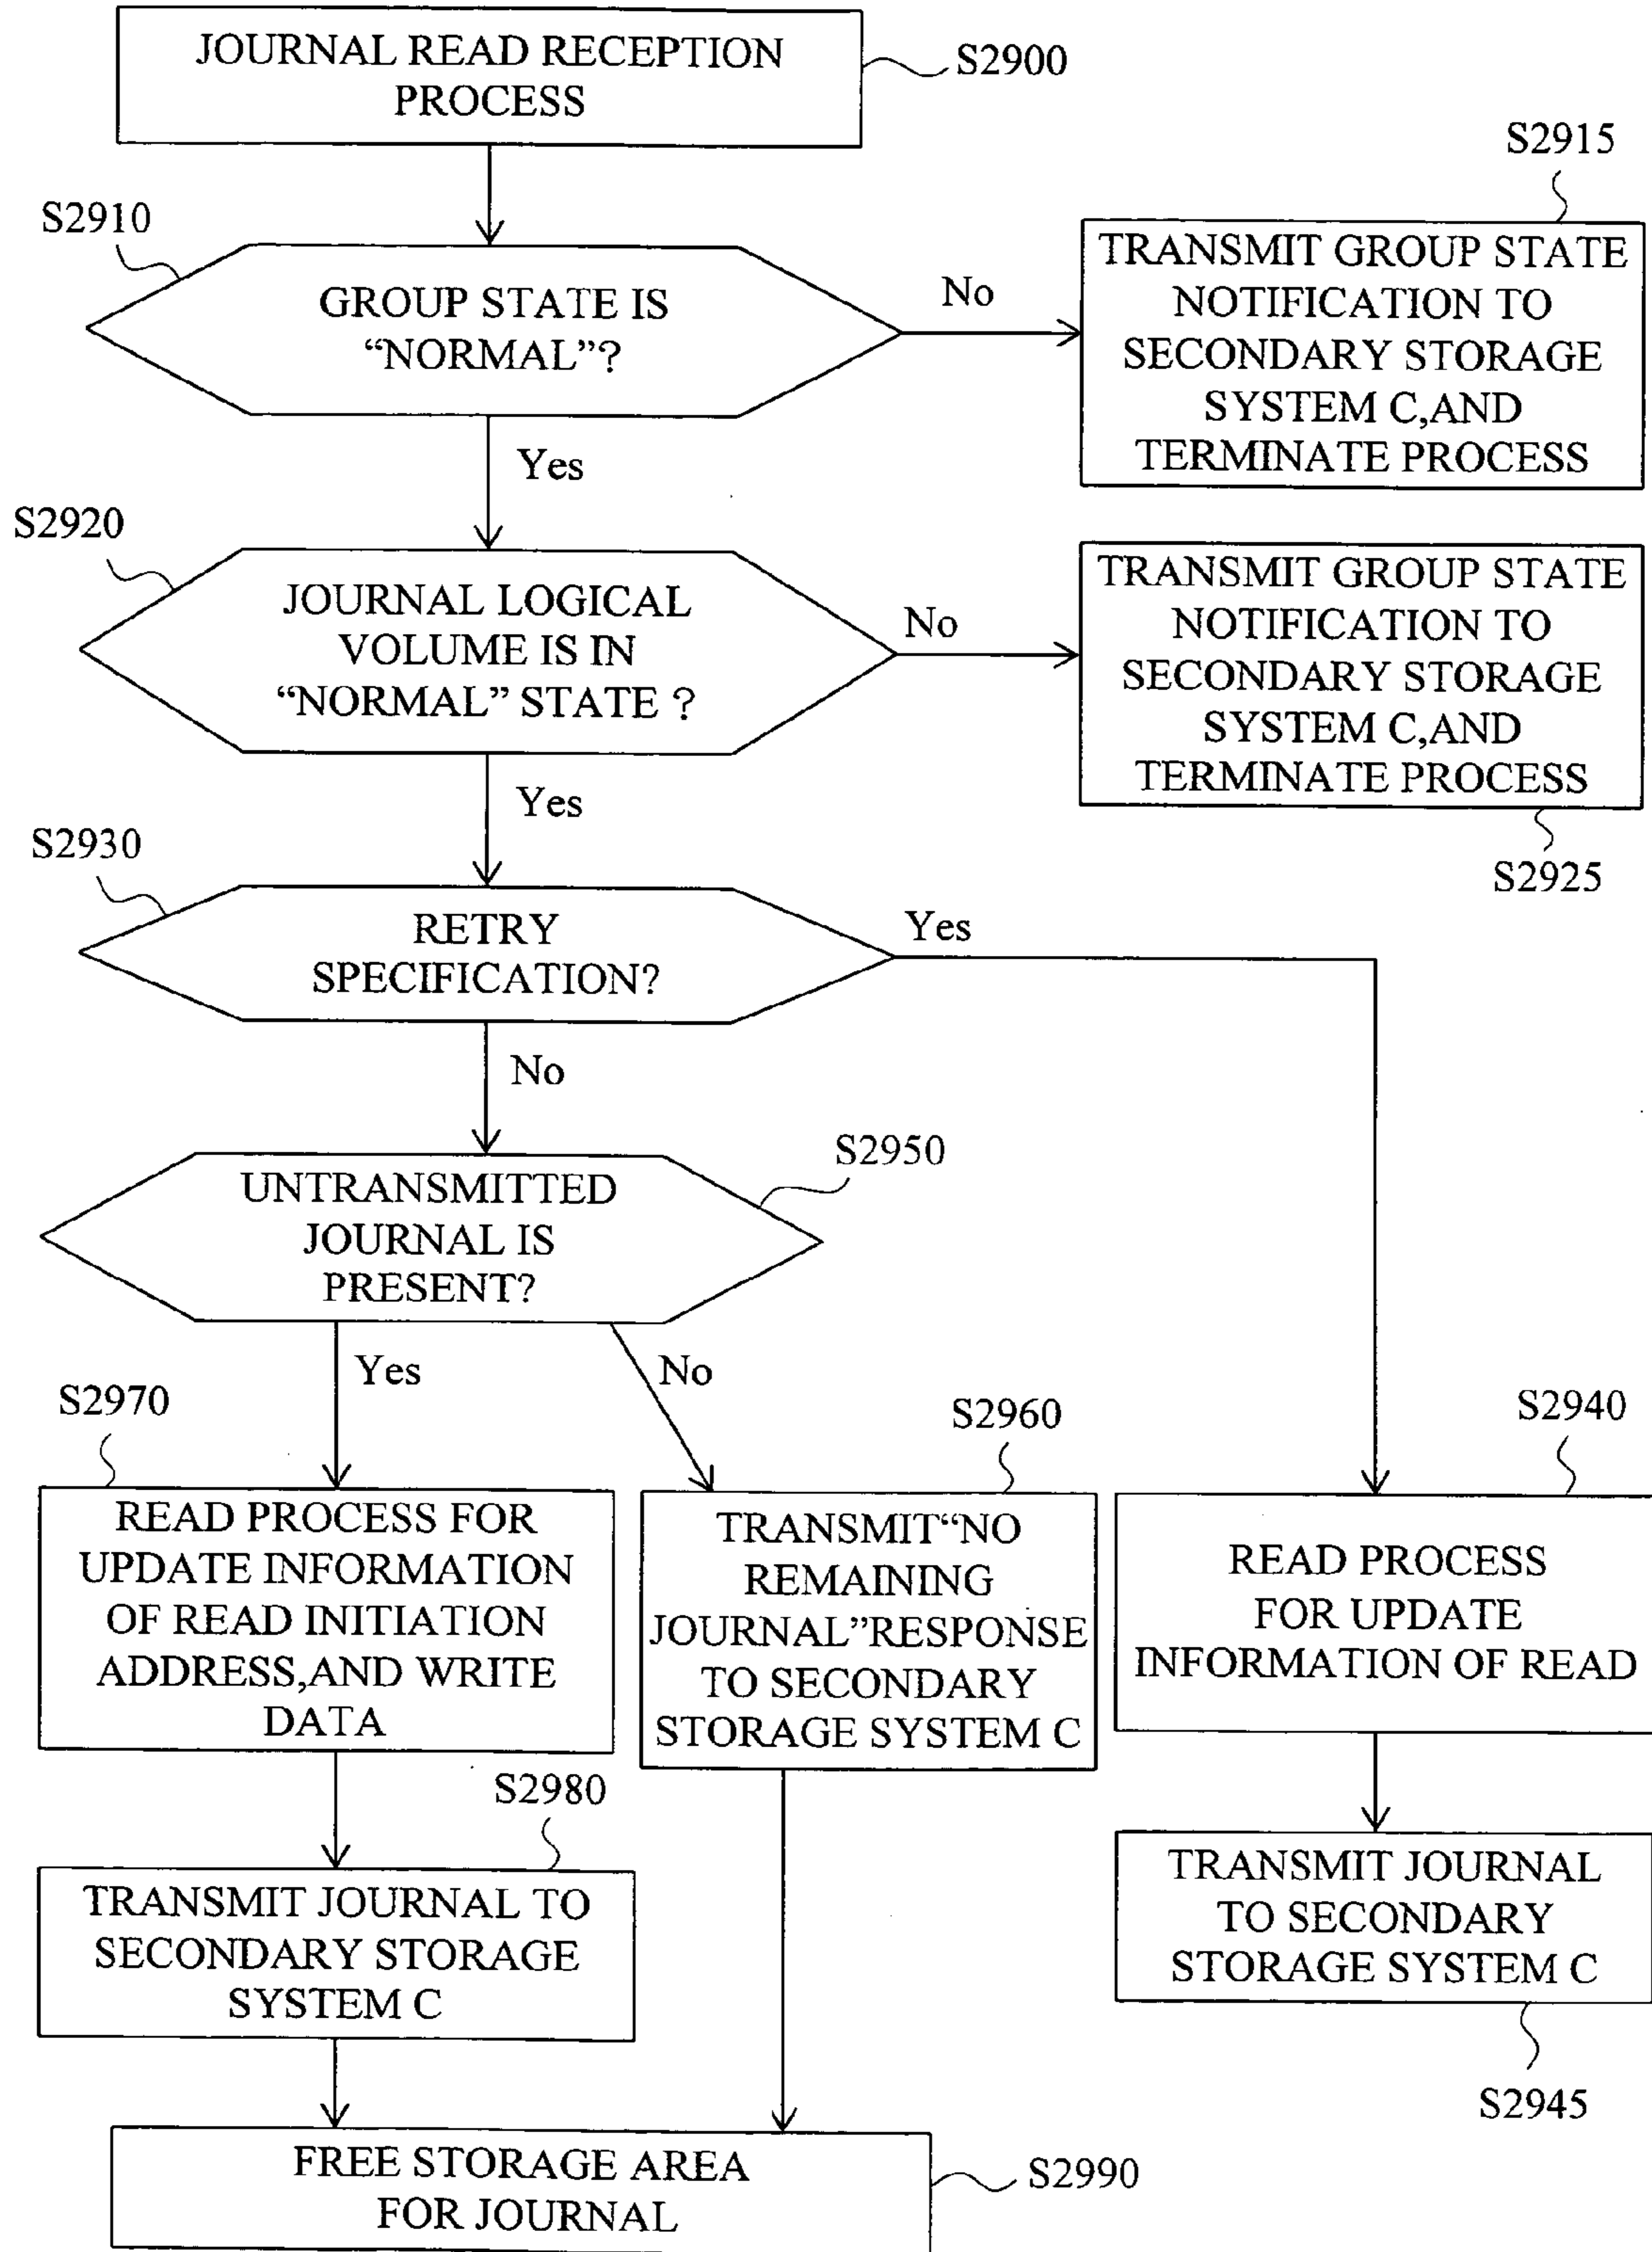 JOURNAL READ RECEPTION
PROCESS
S2900
S2915
S2910
GROUP STATE IS
“NORMAL”?
No
TRANSMIT GROUP STATE
NOTIFICATION TO
SECONDARY STORAGE
SYSTEM C,AND
TERMINATE PROCESS
Yes
S2920
JOURNAL LOGICAL
VOLUME IS IN
“NORMAL” STATE ?
No
TRANSMIT GROUP STATE
NOTIFICATION TO
SECONDARY STORAGE
SYSTEM C,AND
TERMINATE PROCESS
S2925
Yes
S2930
RETRY
SPECIFICATION?
Yes
No
S2950
UNTRANSMITTED
JOURNAL IS
PRESENT?
Yes
No
S2970
S2960
S2940
READ PROCESS FOR
UPDATE INFORMATION
OF READ INITIATION
ADDRESS,AND WRITE
DATA
TRANSMIT“NO
REMAINING
JOURNAL”RESPONSE
TO SECONDARY
STORAGE SYSTEM C
READ PROCESS
FOR UPDATE
INFORMATION OF READ
S2980
TRANSMIT JOURNAL TO
SECONDARY STORAGE
SYSTEM C
TRANSMIT JOURNAL
TO SECONDARY
STORAGE SYSTEM C
S2945
FREE STORAGE AREA
FOR JOURNAL
S2990